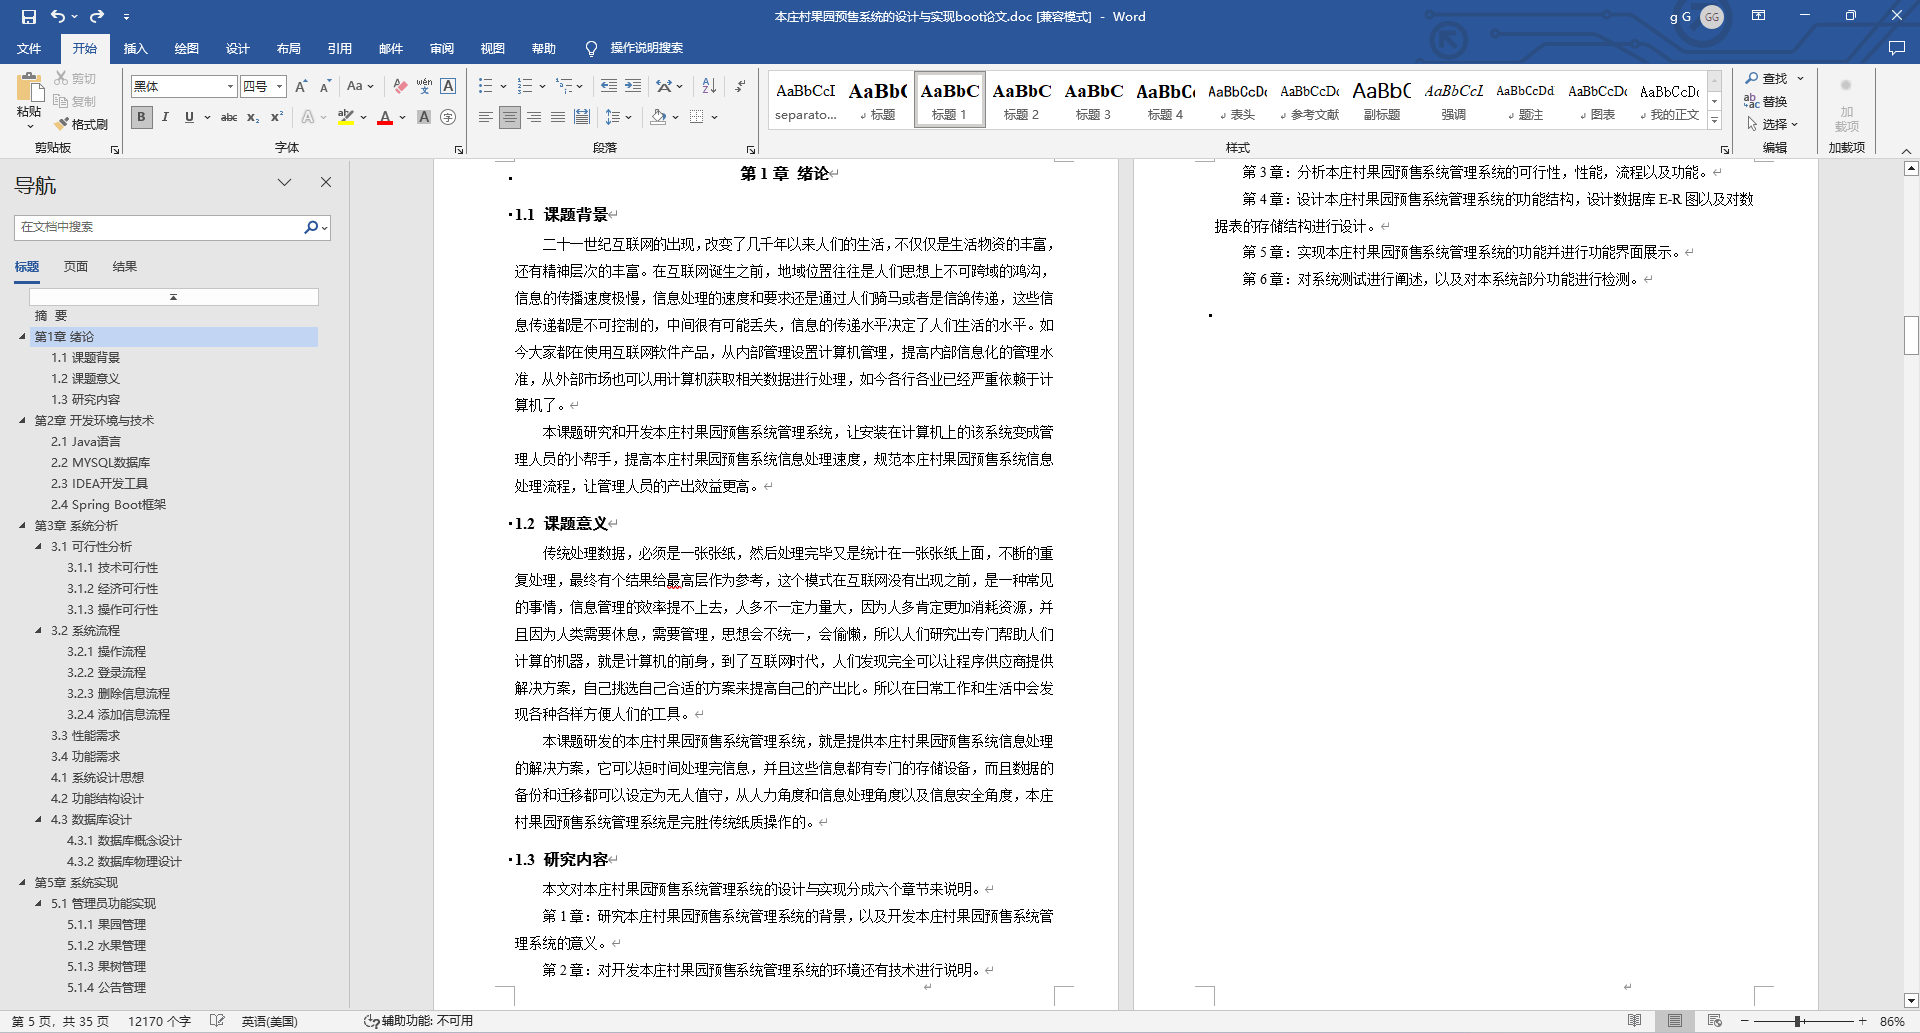 本庄村果园预售系统的设计与实现boot论文.doc [兼容模式] - Word
g G GG
文件 开始 插入 绘图 设计 布局 引用 邮件 审阅 视图 帮助 操作说明搜索
粘贴 剪切 复制 格式刷
黑体 四号
AaBbCcI AaBb( AaBbC AaBbC AaBbC AaBbC( AaBbCcDc AaBbCcDc AaBbC AaBbCcI AaBbCcDd AaBbCcDc AaBbCcDc
separato... 标题 标题 1 标题 2 标题 3 标题 4 表头 参考文献 副标题 强调 题注 图表 我的正文
查找 替换 选择
加载项
剪贴板 字体 段落 样式 编辑 加载项
导航
在文档中搜索
标题 页面 结果
摘 要
第1章 绪论
1.1 课题背景
1.2 课题意义
1.3 研究内容
第2章 开发环境与技术
2.1 Java语言
2.2 MYSQL数据库
2.3 IDEA开发工具
2.4 Spring Boot框架
第3章 系统分析
3.1 可行性分析
3.1.1 技术可行性
3.1.2 经济可行性
3.1.3 操作可行性
3.2 系统流程
3.2.1 操作流程
3.2.2 登录流程
3.2.3 删除信息流程
3.2.4 添加信息流程
3.3 性能需求
3.4 功能需求
4.1 系统设计思想
4.2 功能结构设计
4.3 数据库设计
4.3.1 数据库概念设计
4.3.2 数据库物理设计
第5章 系统实现
5.1 管理员功能实现
5.1.1 果园管理
5.1.2 水果管理
5.1.3 果树管理
5.1.4 公告管理
第 1 章 绪论
1.1 课题背景
二十一世纪互联网的出现，改变了几千年以来人们的生活，不仅仅是生活物资的丰富，
还有精神层次的丰富。在互联网诞生之前，地域位置往往是人们思想上不可跨域的鸿沟，
信息的传播速度极慢，信息处理的速度和要求还是通过人们骑马或者是信鸽传递，这些信
息传递都是不可控制的，中间很有可能丢失，信息的传递水平决定了人们生活的水平。如
今大家都在使用互联网软件产品，从内部管理设置计算机管理，提高内部信息化的管理水
准，从外部市场也可以用计算机获取相关数据进行处理，如今各行各业已经严重依赖于计
算机了。
本课题研究和开发本庄村果园预售系统管理系统，让安装在计算机上的该系统变成管
理人员的小帮手，提高本庄村果园预售系统信息处理速度，规范本庄村果园预售系统信息
处理流程，让管理人员的产出效益更高。
1.2 课题意义
传统处理数据，必须是一张张纸，然后处理完毕又是统计在一张张纸上面，不断的重
复处理，最终有个结果给最高层作为参考，这个模式在互联网没有出现之前，是一种常见
的事情，信息管理的效率提不上去，人多不一定力量大，因为人多肯定更加消耗资源，并
且因为人类需要休息，需要管理，思想会不统一，会偷懒，所以人们研究出专门帮助人们
计算的机器，就是计算机的前身，到了互联网时代，人们发现完全可以让程序供应商提供
解决方案，自己挑选自己合适的方案来提高自己的产出比。所以在日常工作和生活中会发
现各种各样方便人们的工具。
本课题研发的本庄村果园预售系统管理系统，就是提供本庄村果园预售系统信息处理
的解决方案，它可以短时间处理完信息，并且这些信息都有专门的存储设备，而且数据的
备份和迁移都可以设定为无人值守，从人力角度和信息处理角度以及信息安全角度，本庄
村果园预售系统管理系统是完胜传统纸质操作的。
1.3 研究内容
本文对本庄村果园预售系统管理系统的设计与实现分成六个章节来说明。
第 1 章：研究本庄村果园预售系统管理系统的背景，以及开发本庄村果园预售系统管
理系统的意义。
第 2 章：对开发本庄村果园预售系统管理系统的环境还有技术进行说明。
第 3 章：分析本庄村果园预售系统管理系统的可行性，性能，流程以及功能。
第 4 章：设计本庄村果园预售系统管理系统的功能结构，设计数据库 E-R 图以及对数
据表的存储结构进行设计。
第 5 章：实现本庄村果园预售系统管理系统的功能并进行功能界面展示。
第 6 章：对系统测试进行阐述，以及对本系统部分功能进行检测。
第 5 页，共 35 页 12170 个字 英语(美国) 辅助功能: 不可用 86%